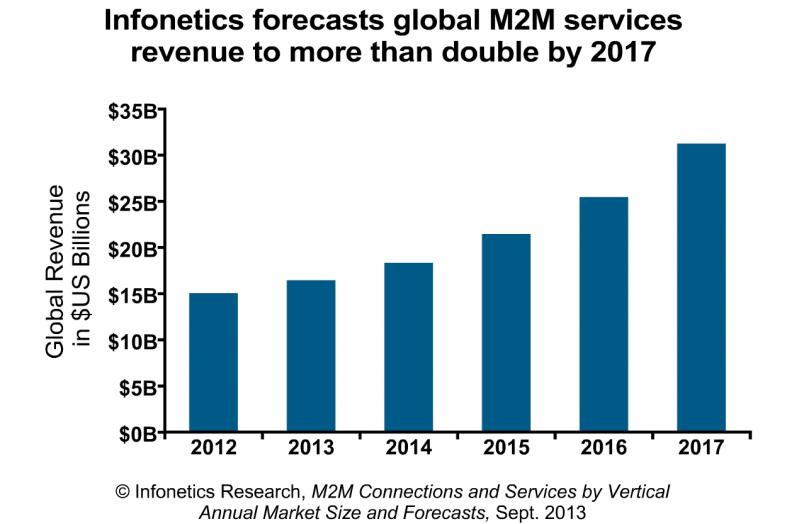 Infonetics forecasts global M2M services
revenue to more than double by 2017
$35B
$30B
$25B
$20B
$15B
$10B
$5B
$0B
Global Revenue
in $US Billions
2012 2013 2014 2015 2016 2017
© Infonetics Research, M2M Connections and Services by Vertical
Annual Market Size and Forecasts, Sept. 2013